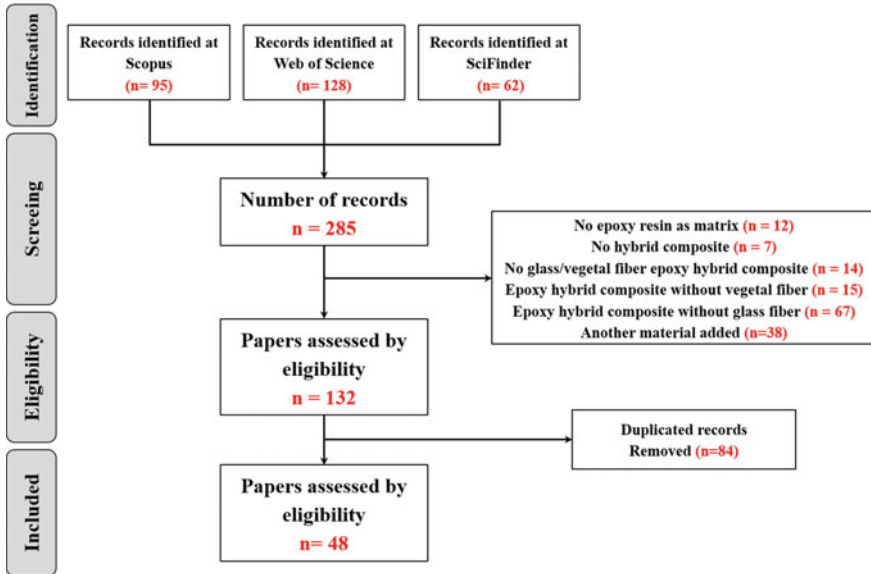 Identification
Records identified at
Scopus
(n= 95)
Records identified at
Web of Science
(n= 128)
Records identified at
SciFinder
(n= 62)
Screeing
Number of records
n = 285
No epoxy resin as matrix (n = 12)
No hybrid composite (n = 7)
No glass/vegetal fiber epoxy hybrid composite (n = 14)
Epoxy hybrid composite without vegetal fiber (n = 15)
Epoxy hybrid composite without glass fiber (n = 67)
Another material added (n=38)
Eligibility
Papers assessed by
eligibility
n = 132
Duplicated records
Removed (n=84)
Included
Papers assessed by
eligibility
n= 48